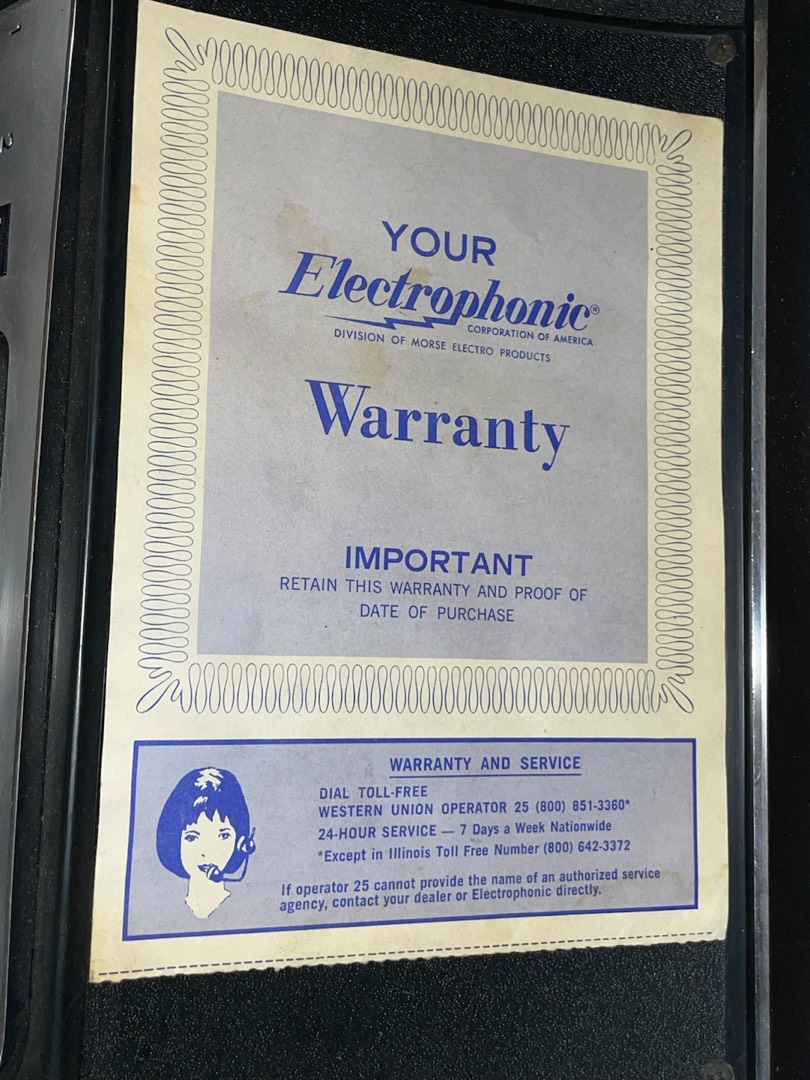 YOUR
Electrophonic®
CORPORATION OF AMERICA
DIVISION OF MORSE ELECTRO PRODUCTS
Warranty
IMPORTANT
RETAIN THIS WARRANTY AND PROOF OF
DATE OF PURCHASE
WARRANTY AND SERVICE
DIAL TOLL-FREE
WESTERN UNION OPERATOR 25 (800) 851-3360*
24-HOUR SERVICE — 7 Days a Week Nationwide
*Except in Illinois Toll Free Number (800) 642-3372
If operator 25 cannot provide the name of an authorized service
agency, contact your dealer or Electrophonic directly.